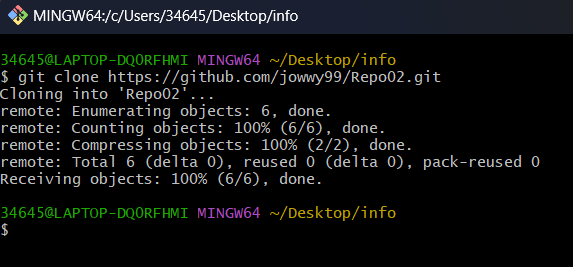 MINGW64:/c/Users/34645/Desktop/info
34645@LAPTOP-DQORFHMI MINGW64 ~/Desktop/info
$ git clone https://github.com/jowwy99/Repo02.git
Cloning into 'Repo02'...
remote: Enumerating objects: 6, done.
remote: Counting objects: 100% (6/6), done.
remote: Compressing objects: 100% (2/2), done.
remote: Total 6 (delta 0), reused 0 (delta 0), pack-reused 0
Receiving objects: 100% (6/6), done.
34645@LAPTOP-DQORFHMI MINGW64 ~/Desktop/info
$